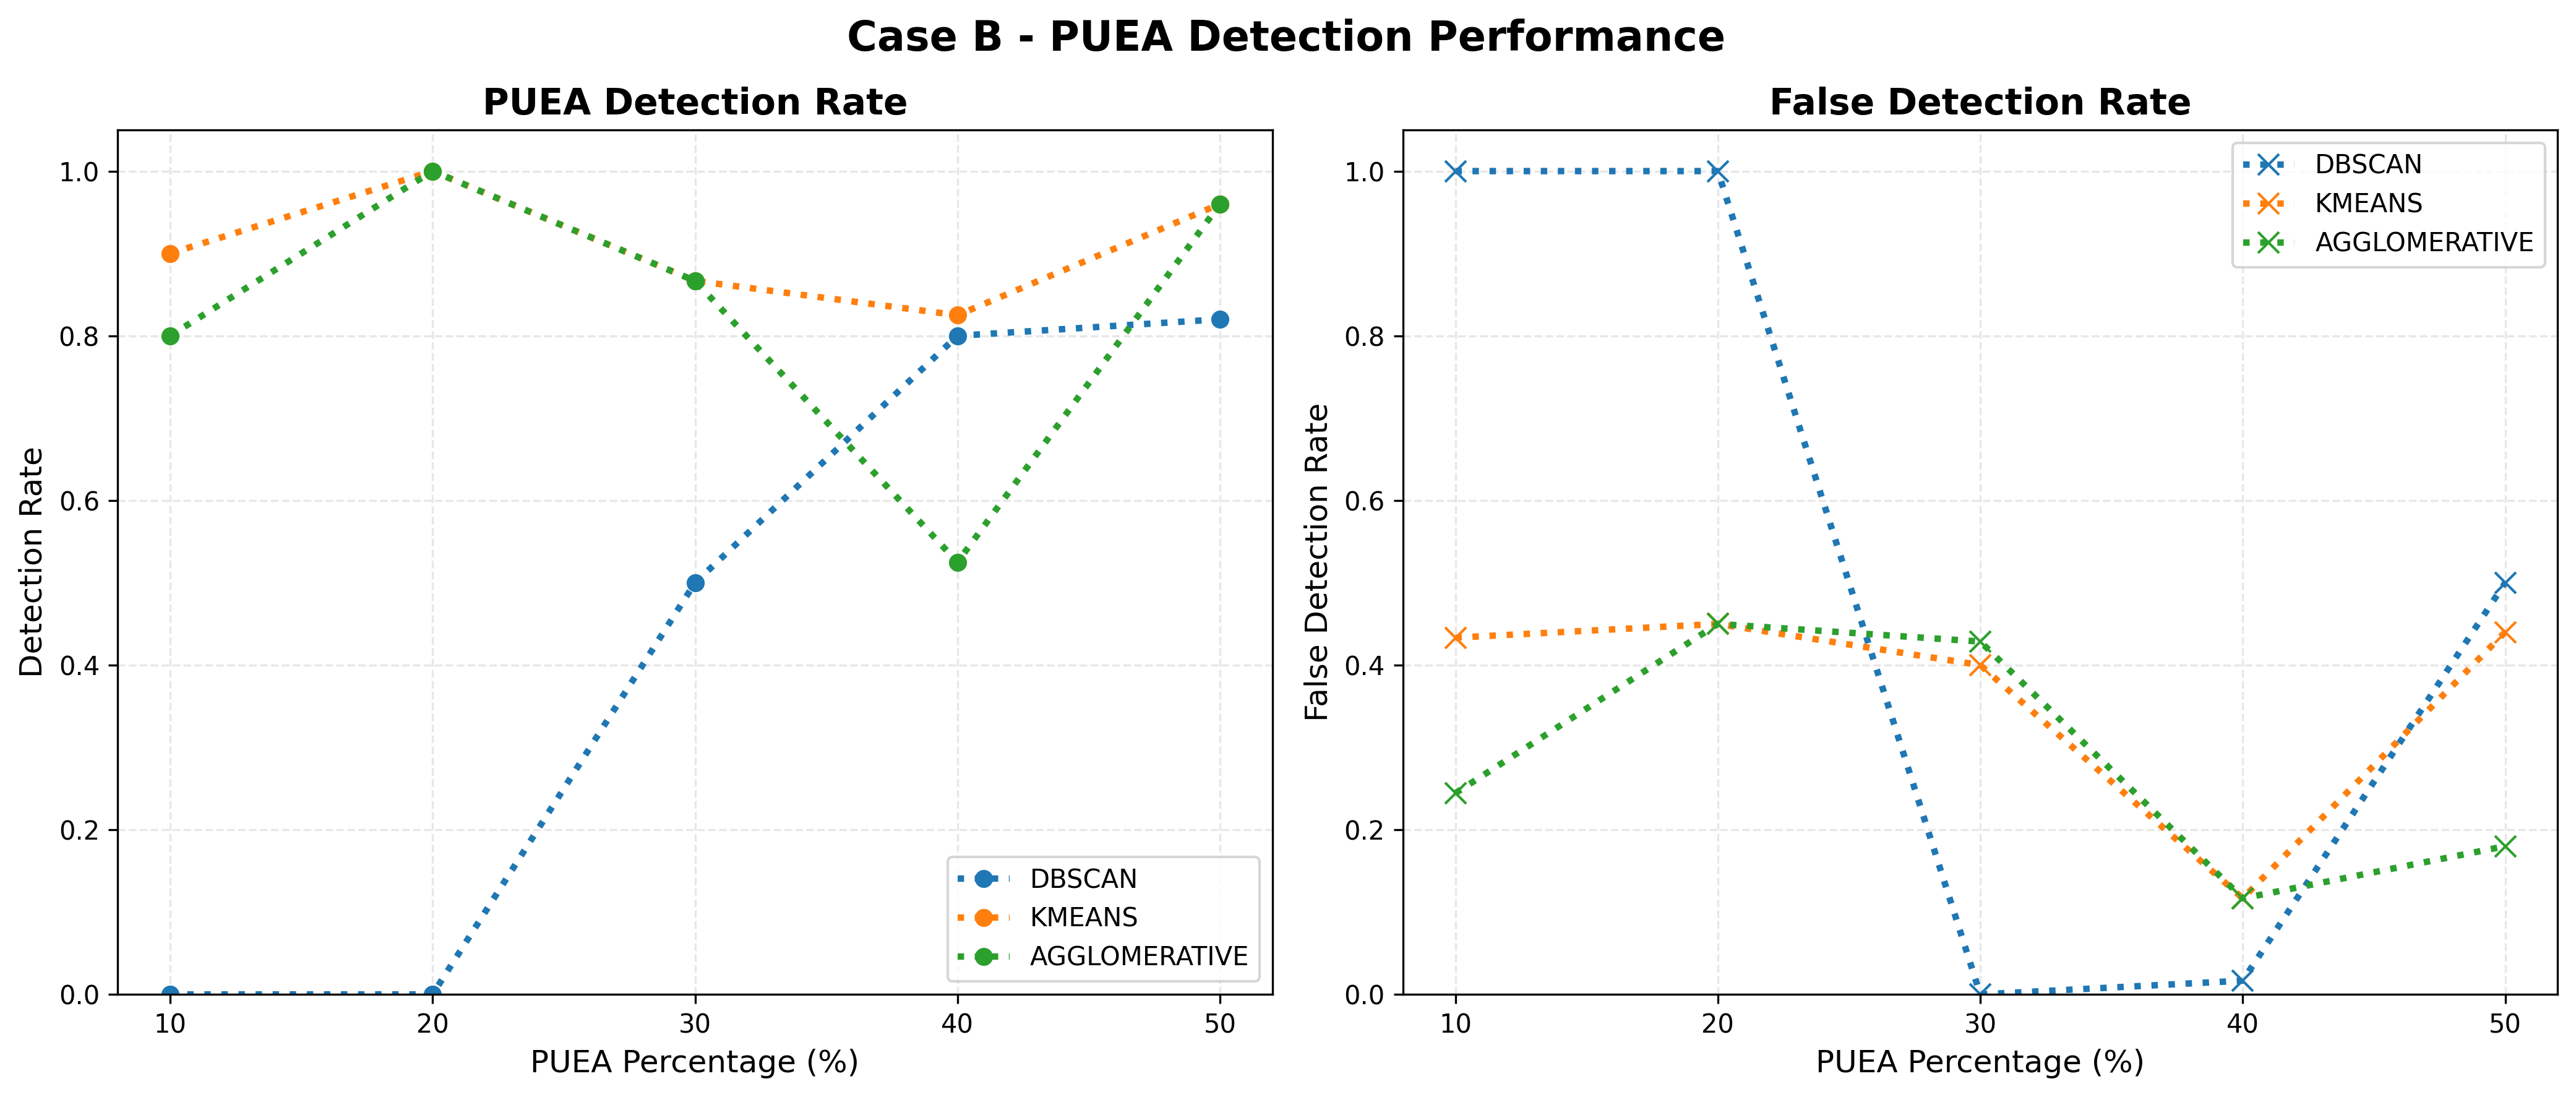 Case B - PUEA Detection Performance
PUEA Detection Rate
Detection Rate
1.0
0.8
0.6
0.4
0.2
0.0
10 20 30 40 50
PUEA Percentage (%)
DBSCAN
KMEANS
AGGLOMERATIVE
False Detection Rate
False Detection Rate
1.0
0.8
0.6
0.4
0.2
0.0
10 20 30 40 50
PUEA Percentage (%)
DBSCAN
KMEANS
AGGLOMERATIVE